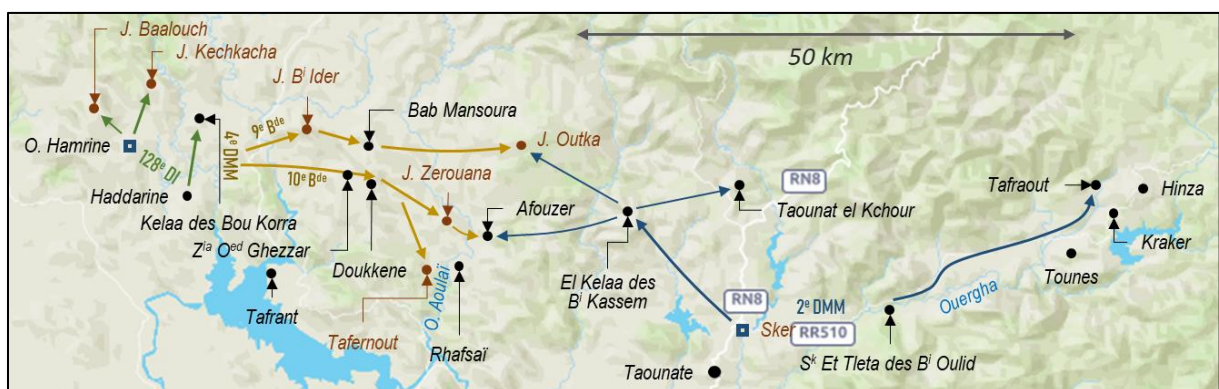 J. Baalouch
J. Kechkacha
J. Bⁱ Ider
50 km
Bab Mansoura
9ᵉ Bᵈᵉ
J. Outka
O. Hamrine
128ᵉ DI
4ᵉ DMM
10ᵉ Bᵈᵉ
J. Zerouana
RN8
Tafraout
Hinza
Haddarine
Afouzer
Taounat el Kchour
Kelaa des Bou Korra
Zⁱᵃ Oᵉᵈ Ghezzar
Kraker
Doukkene
El Kelaa des
Bⁱ Kassem
Tounes
O. Aoulaï
Ouergha
RN8
2ᵉ DMM
Tafrant
Sker
RR510
Tafernout
Rhafsaï
Taounate
Sᵏ Et Tleta des Bⁱ Oulid